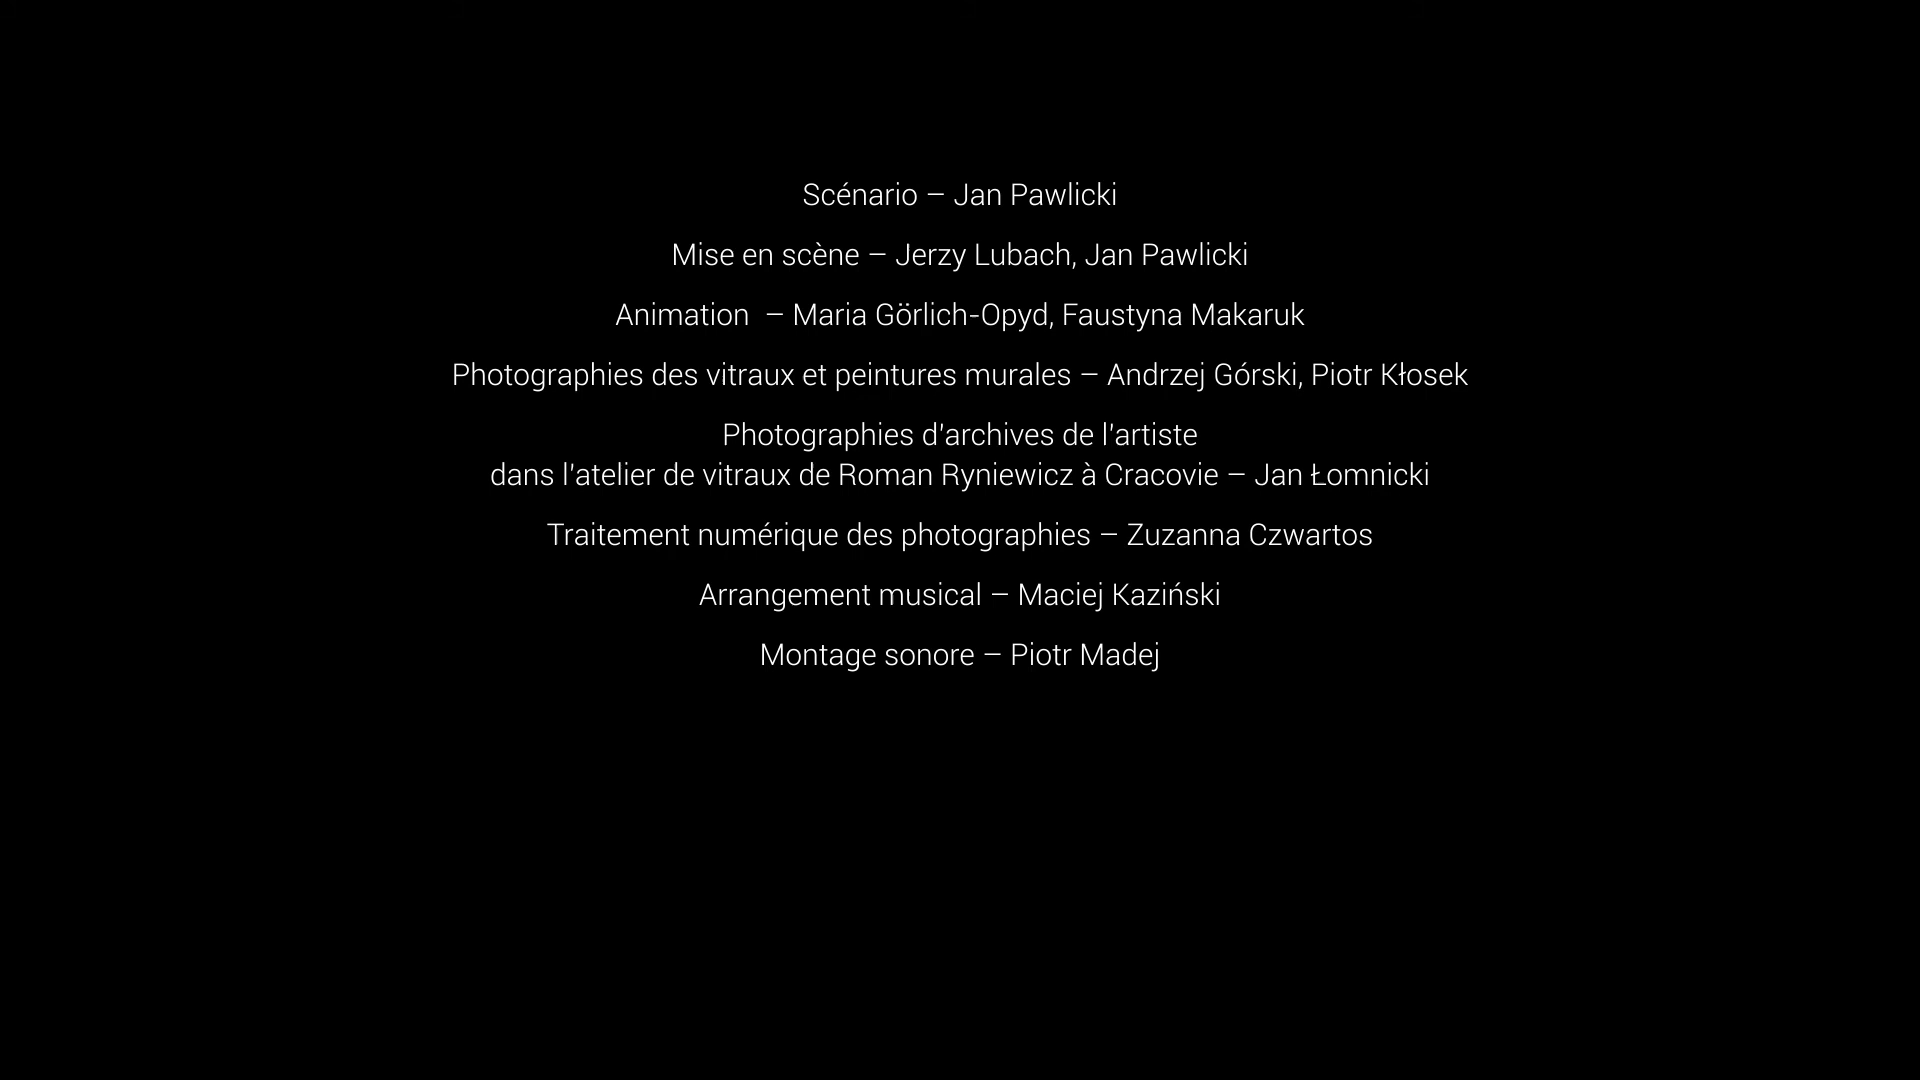 Scénario – Jan Pawlicki
Mise en scène – Jerzy Lubach, Jan Pawlicki
Animation – Maria Görlich-Opyd, Faustyna Makaruk
Photographies des vitraux et peintures murales – Andrzej Górski, Piotr Kłosek
Photographies d'archives de l'artiste
dans l'atelier de vitraux de Roman Ryniewicz à Cracovie – Jan Łomnicki
Traitement numérique des photographies – Zuzanna Czwartos
Arrangement musical – Maciej Kaziński
Montage sonore – Piotr Madej